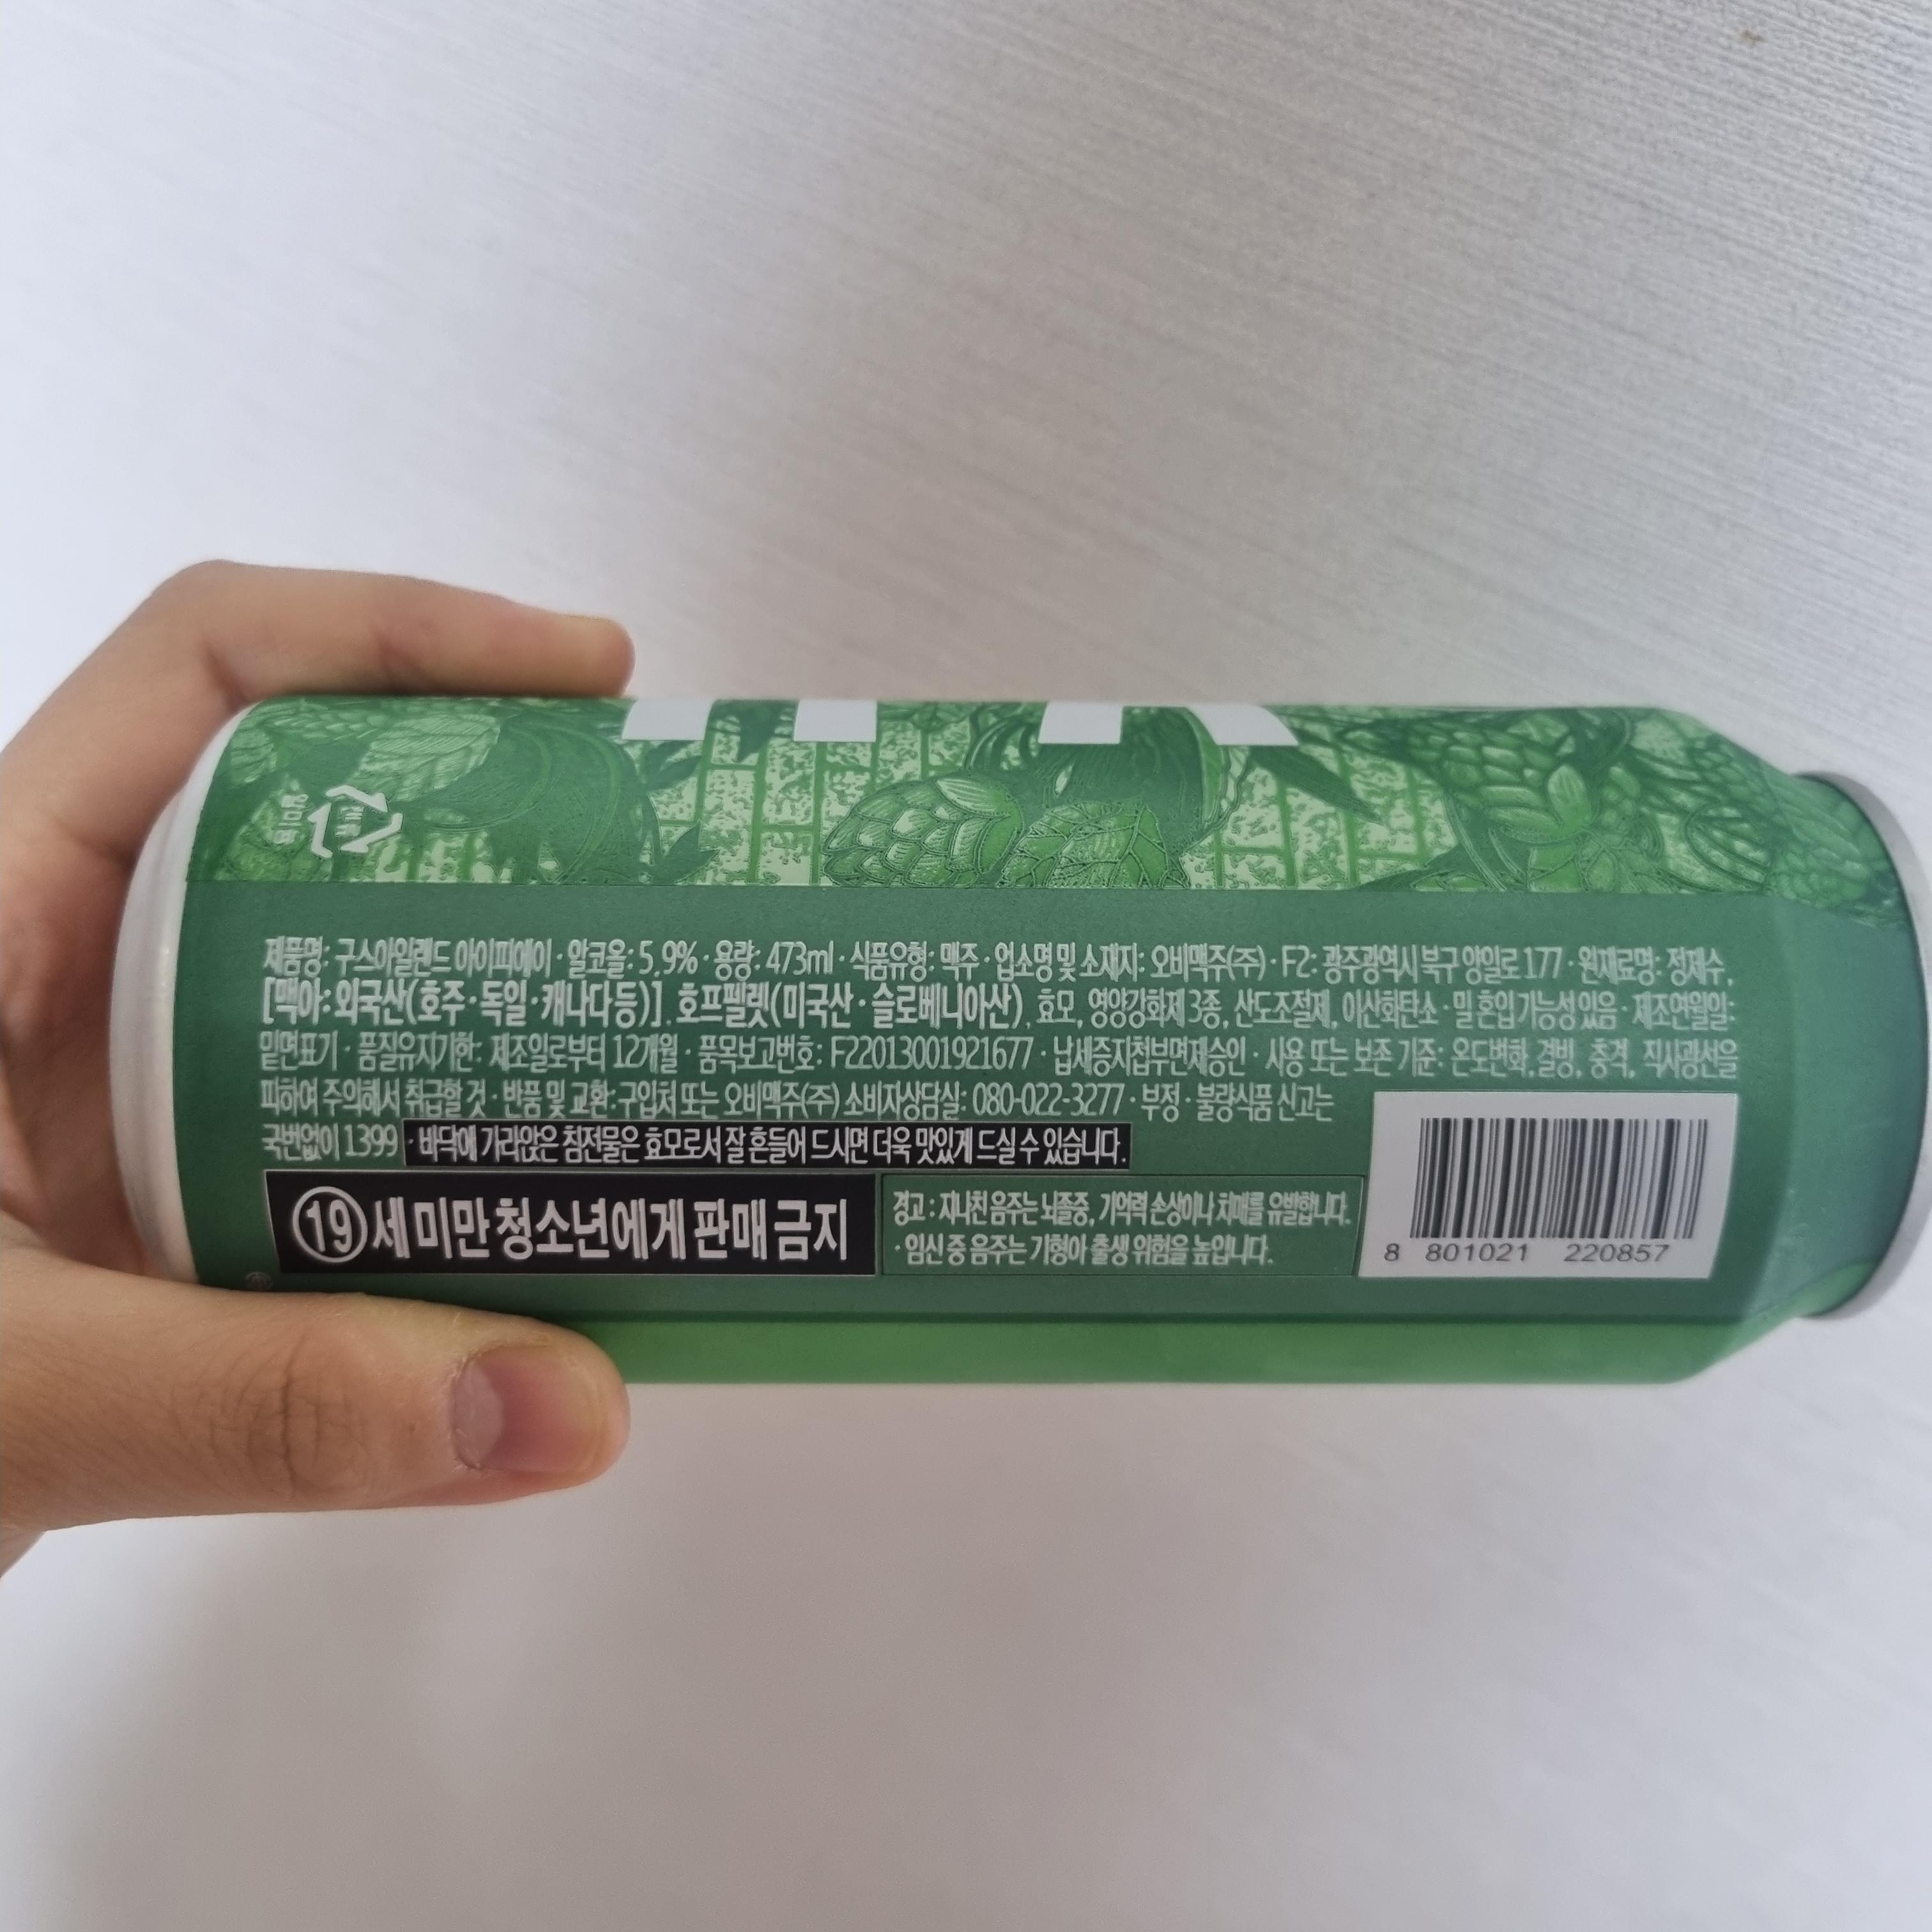 알미늄
제품명: 구스아일랜드 아이피에이 · 알코올: 5.9% · 용량: 473ml · 식품유형: 맥주 · 업소명 및 소재지: 오비맥주(주) · F2: 광주광역시 북구 양일로 177 · 원재료명: 정제수,
[맥아: 외국산(호주·독일·캐나다 등)], 호프펠렛(미국산·슬로베니아산), 효모, 영양강화제 3종, 산도조절제, 이산화탄소 · 밀 혼입 가능성 있음 · 제조연월일:
밑면표기 · 품질유지기한: 제조일로부터 12개월 · 품목보고번호: F22013001921677 · 납세증지첩부면제승인 · 사용 또는 보존 기준: 온도변화, 결빙, 충격, 직사광선을
피하여 주의해서 취급할 것 · 반품 및 교환: 구입처 또는 오비맥주(주) 소비자상담실: 080-022-3277 · 부정·불량식품 신고는
국번없이 1399 · 바닥에 가라앉은 침전물은 효모로서 잘 흔들어 드시면 더욱 맛있게 드실 수 있습니다.
19세 미만 청소년에게 판매 금지
경고 : 지나친 음주는 뇌졸중, 기억력 손상이나 치매를 유발합니다.
· 임신 중 음주는 기형아 출생 위험을 높입니다.
8 801021 220857